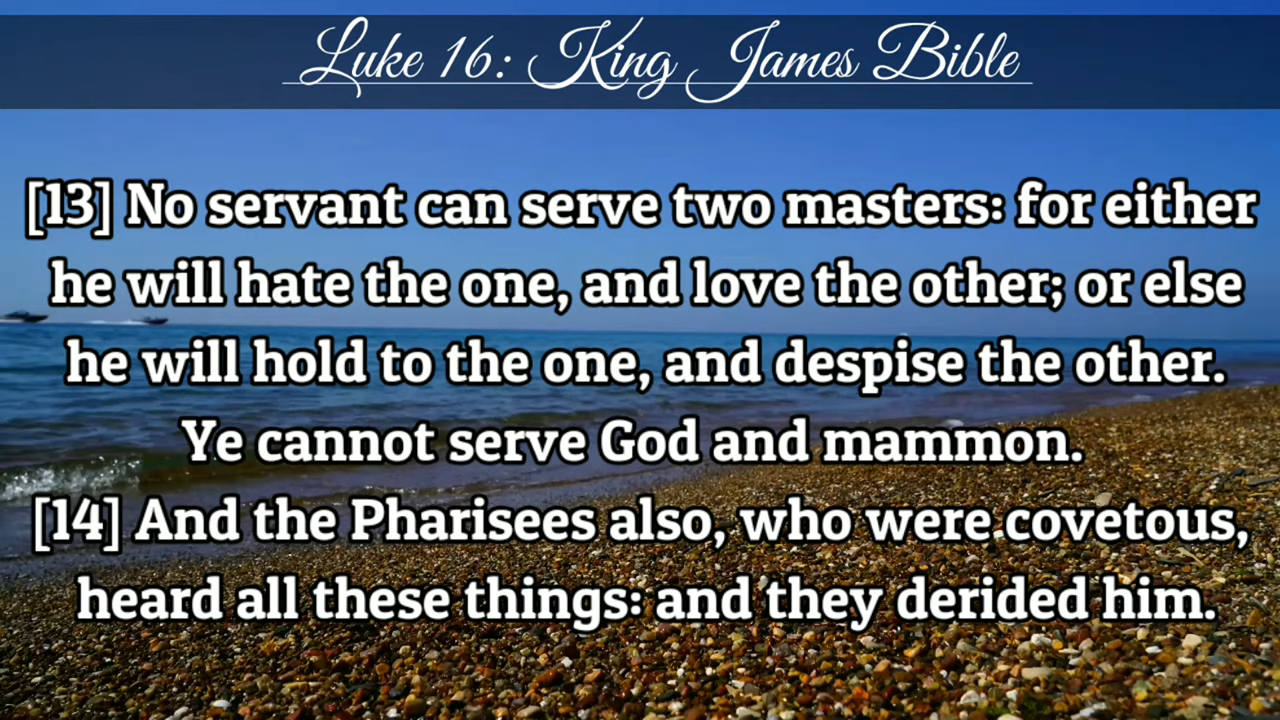 Luke 16: King James Bible
[13] No servant can serve two masters: for either
he will hate the one, and love the other; or else
he will hold to the one, and despise the other.
Ye cannot serve God and mammon.
[14] And the Pharisees also, who were covetous,
heard all these things: and they derided him.